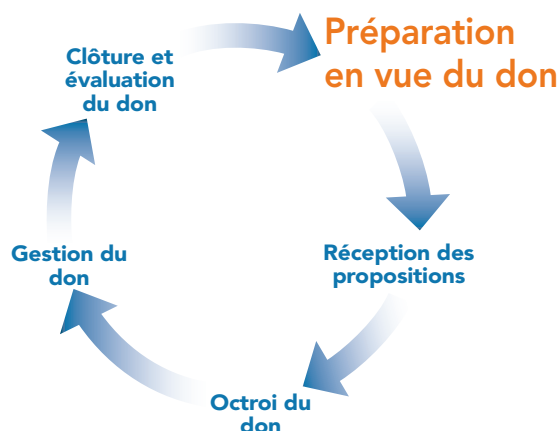 Préparation
en vue du don
Réception des
propositions
Octroi du
don
Gestion du
don
Clôture et
évaluation
du don